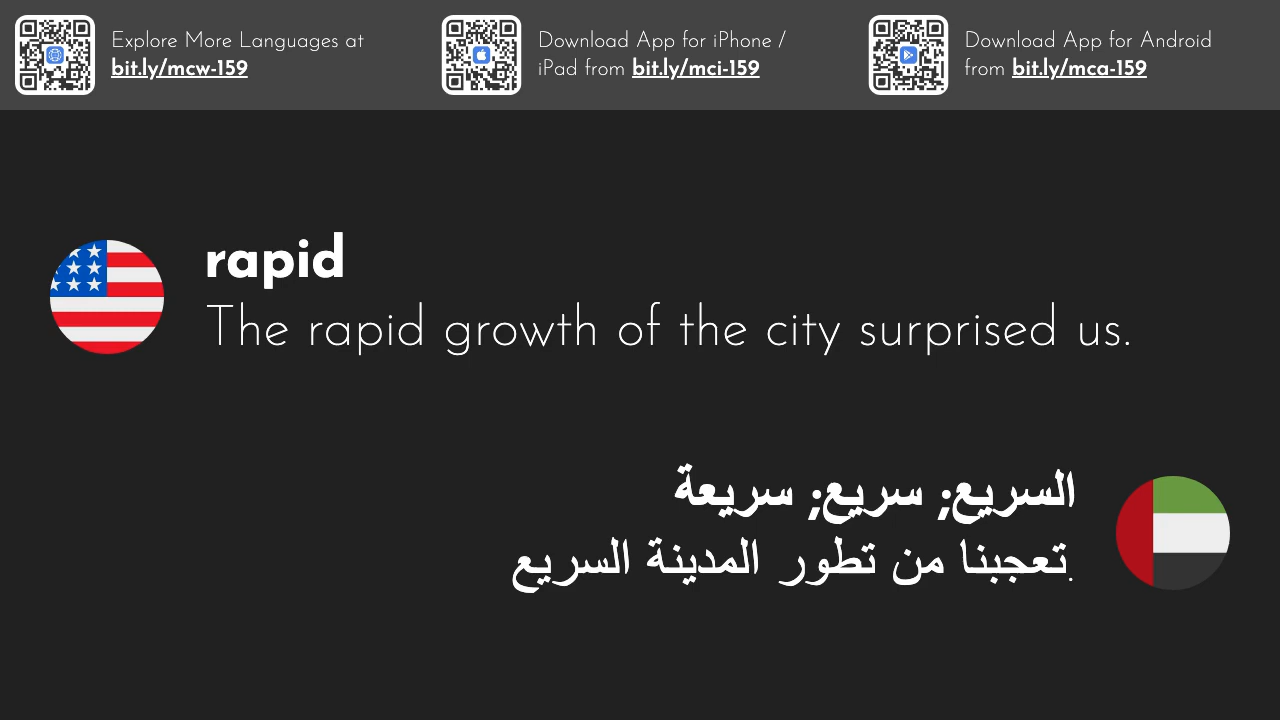 Explore More Languages at
bit.ly/mcw-159
Download App for iPhone /
iPad from bit.ly/mci-159
Download App for Android
from bit.ly/mca-159
rapid
The rapid growth of the city surprised us.
السريع; سريع; سريعة
تعجبنا من تطور المدينة السريع.